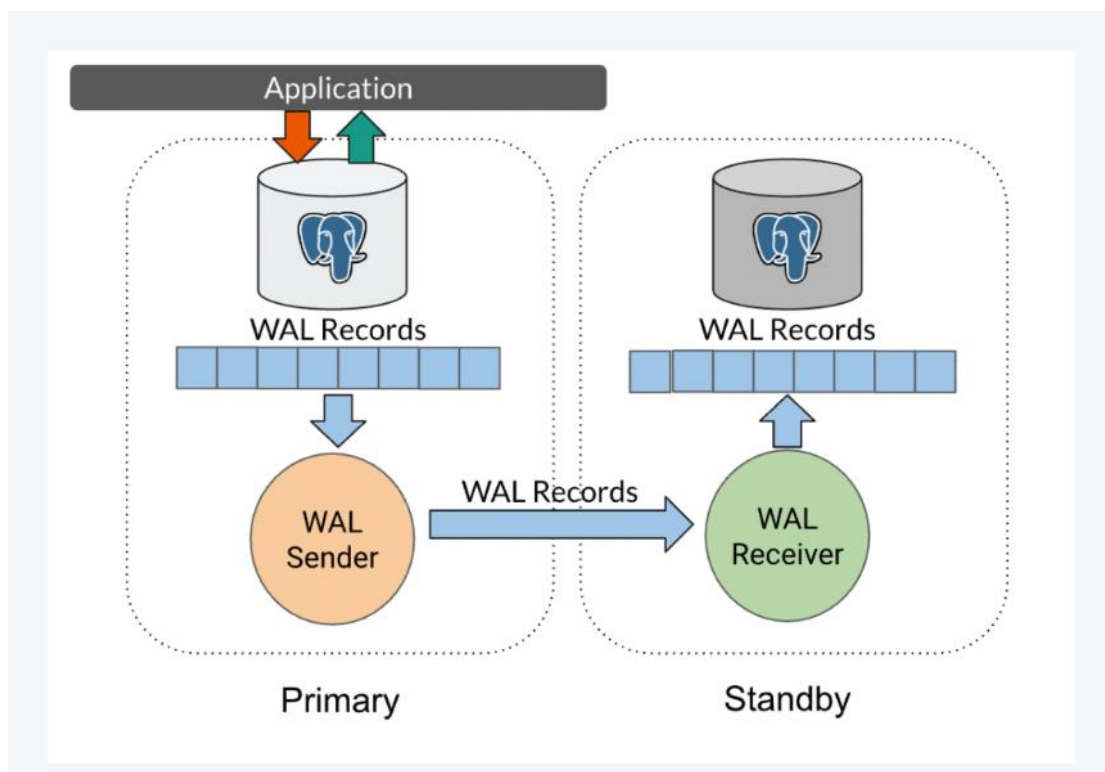 Application
WAL Records
WAL Records
WAL Records
WAL
Sender
WAL
Receiver
Primary
Standby